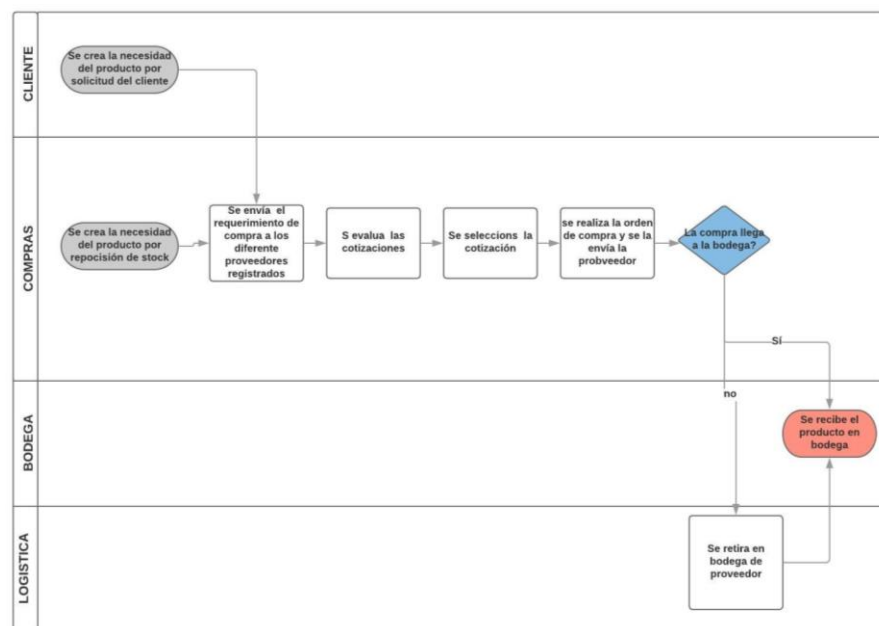 CLIENTE
Se crea la necesidad
del producto por
solicitud del cliente
COMPRAS
Se crea la necesidad
del producto por
repocisión de stock
Se envía el
requerimiento de
compra a los
diferente
proveedores
registrados
S evalua las
cotizaciones
Se seleccions la
cotización
se realiza la orden
de compra y se la
envía la
probveedor
La compra llega
a la bodega?
Sí
no
BODEGA
Se recibe el
producto en
bodega
LOGISTICA
Se retira en
bodega de
proveedor